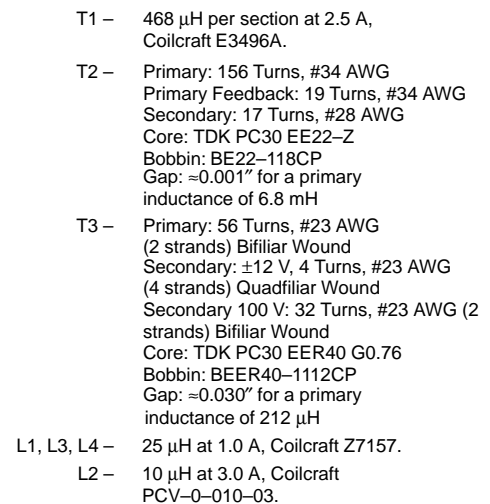 T1 – 468 µH per section at 2.5 A,
Coilcraft E3496A.
T2 – Primary: 156 Turns, #34 AWG
Primary Feedback: 19 Turns, #34 AWG
Secondary: 17 Turns, #28 AWG
Core: TDK PC30 EE22–Z
Bobbin: BE22–118CP
Gap: ≈0.001″ for a primary
inductance of 6.8 mH
T3 – Primary: 56 Turns, #23 AWG
(2 strands) Bifiliar Wound
Secondary: ±12 V, 4 Turns, #23 AWG
(4 strands) Quadfiliar Wound
Secondary 100 V: 32 Turns, #23 AWG (2
strands) Bifiliar Wound
Core: TDK PC30 EER40 G0.76
Bobbin: BEER40–1112CP
Gap: ≈0.030″ for a primary
inductance of 212 µH
L1, L3, L4 – 25 µH at 1.0 A, Coilcraft Z7157.
L2 – 10 µH at 3.0 A, Coilcraft
PCV–0–010–03.